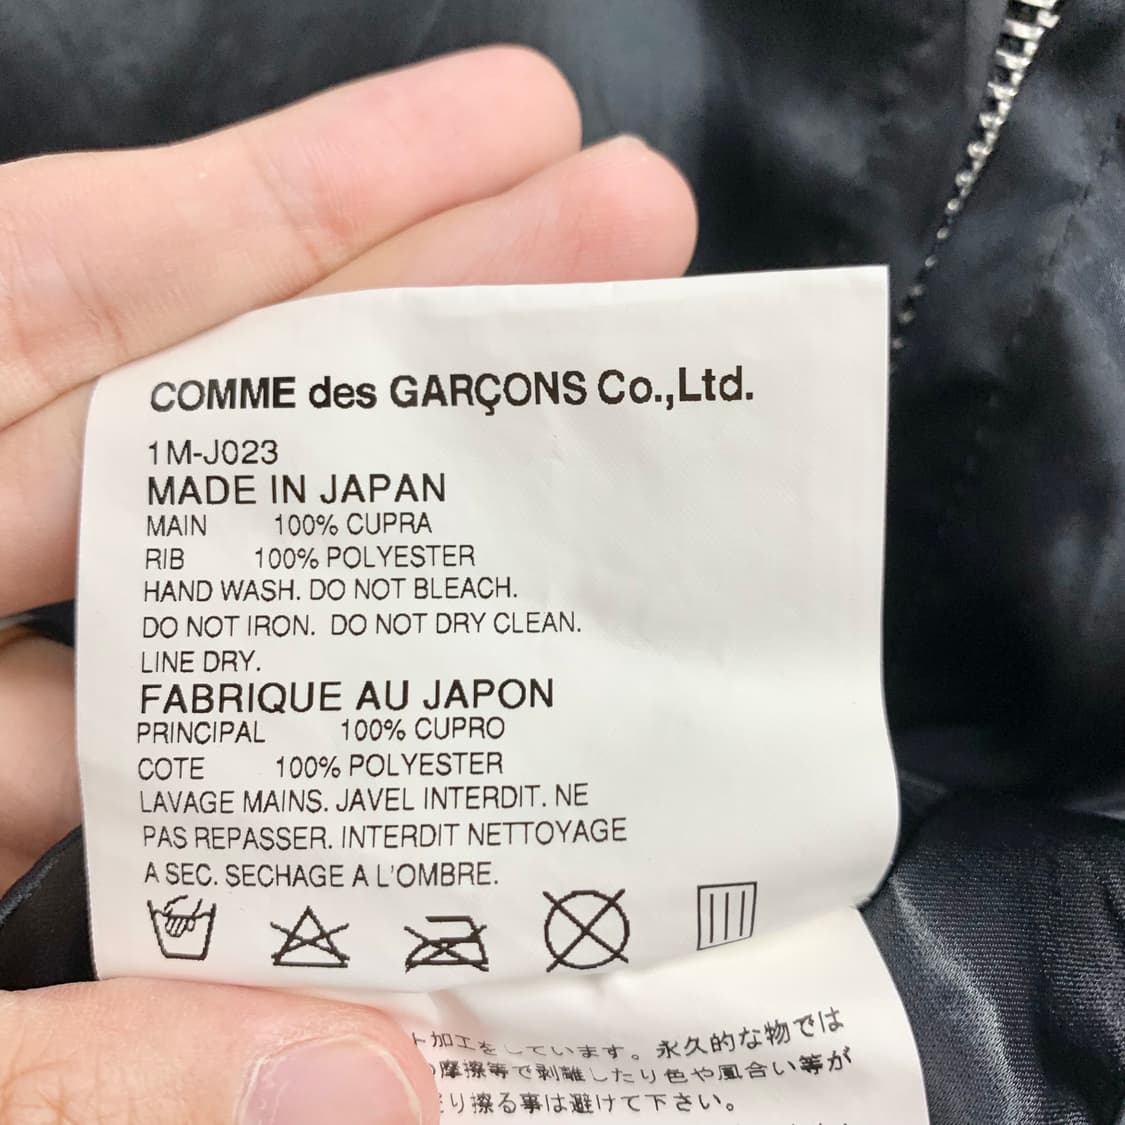 COMME des GARÇONS Co.,Ltd.
1M-J023
MADE IN JAPAN
MAIN 100% CUPRA
RIB 100% POLYESTER
HAND WASH. DO NOT BLEACH.
DO NOT IRON. DO NOT DRY CLEAN.
LINE DRY.
FABRIQUE AU JAPON
PRINCIPAL 100% CUPRO
COTE 100% POLYESTER
LAVAGE MAINS. JAVEL INTERDIT. NE
PAS REPASSER. INTERDIT NETTOYAGE
A SEC. SECHAGE A L'OMBRE.
ト加工をしています。永久的な物では
摩擦等で剥離したり色や風合い等が
り擦る事は避けて下さい。